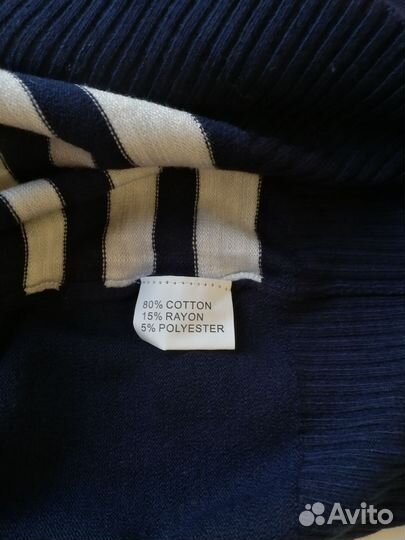 80% COTTON
15% RAYON
5% POLYESTER
Avito